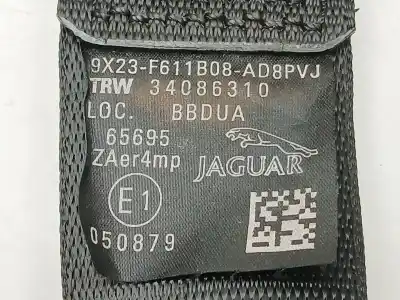 9X23-F611B08-AD8PVJ
TRW 34086310
LOC. BBDUA
65695
ZAer4mp
JAGUAR
E1
050879